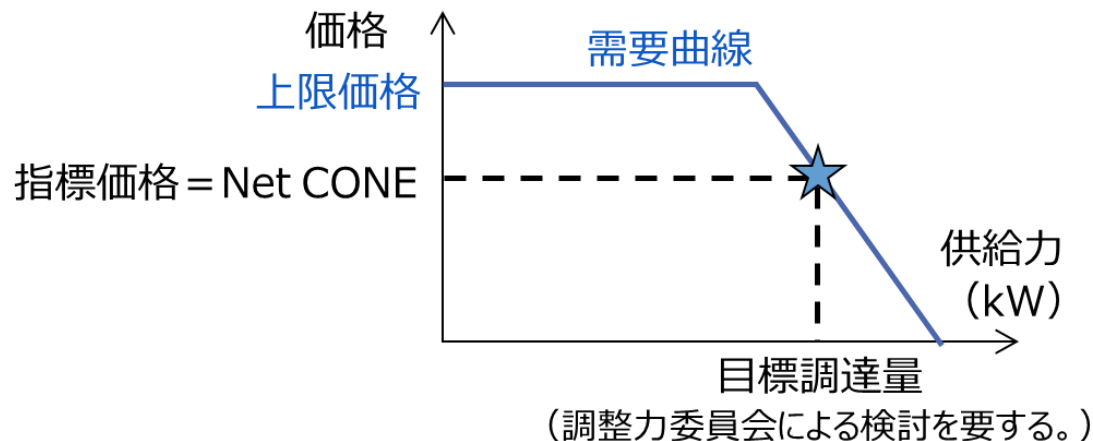 価格
需要曲線
上限価格
指標価格＝Net CONE
供給力
（kW）
目標調達量
（調整力委員会による検討を要する。）